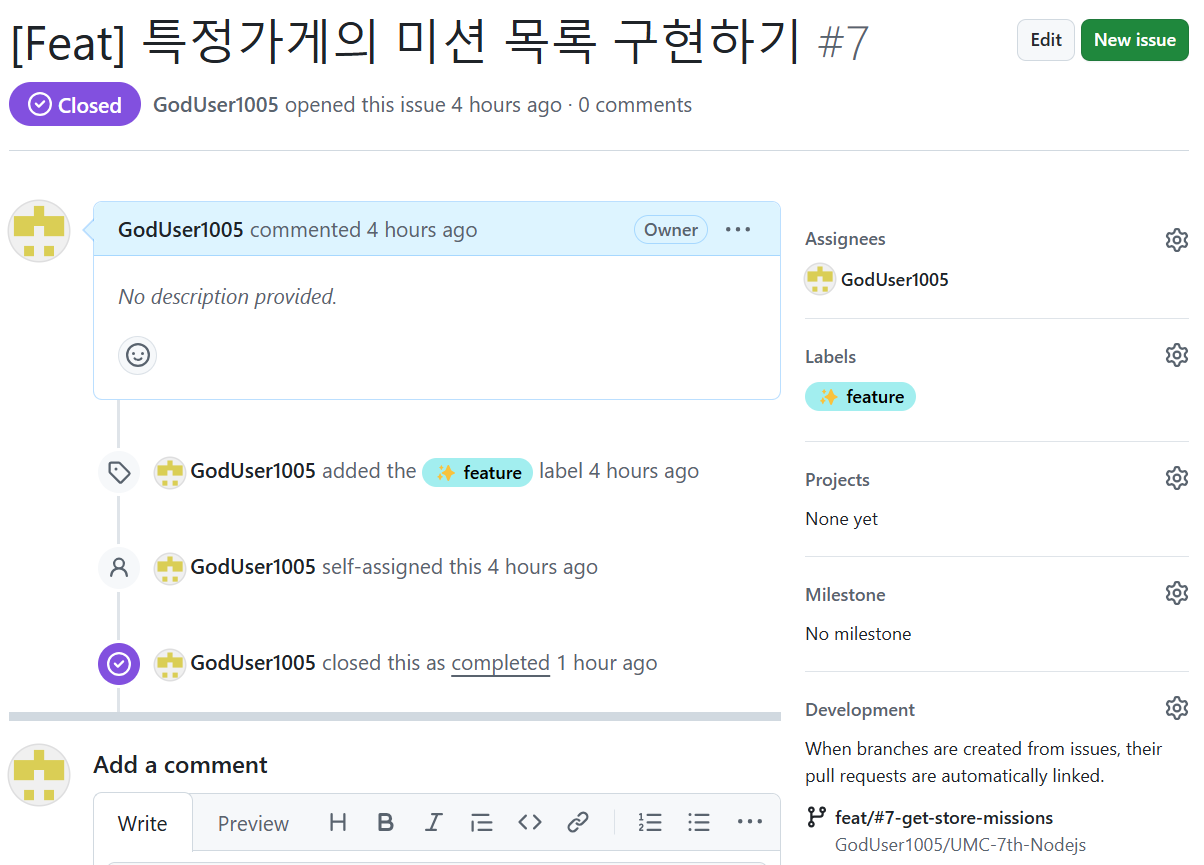 [Feat] 특정가게의 미션 목록 구현하기 #7
Edit
New issue
Closed
GodUser1005 opened this issue 4 hours ago · 0 comments
GodUser1005 commented 4 hours ago
Owner
No description provided.
GodUser1005 added the ✨ feature label 4 hours ago
GodUser1005 self-assigned this 4 hours ago
GodUser1005 closed this as completed 1 hour ago
Add a comment
Write
Preview
Assignees
GodUser1005
Labels
✨ feature
Projects
None yet
Milestone
No milestone
Development
When branches are created from issues, their
pull requests are automatically linked.
feat/#7-get-store-missions
GodUser1005/UMC-7th-Nodejs